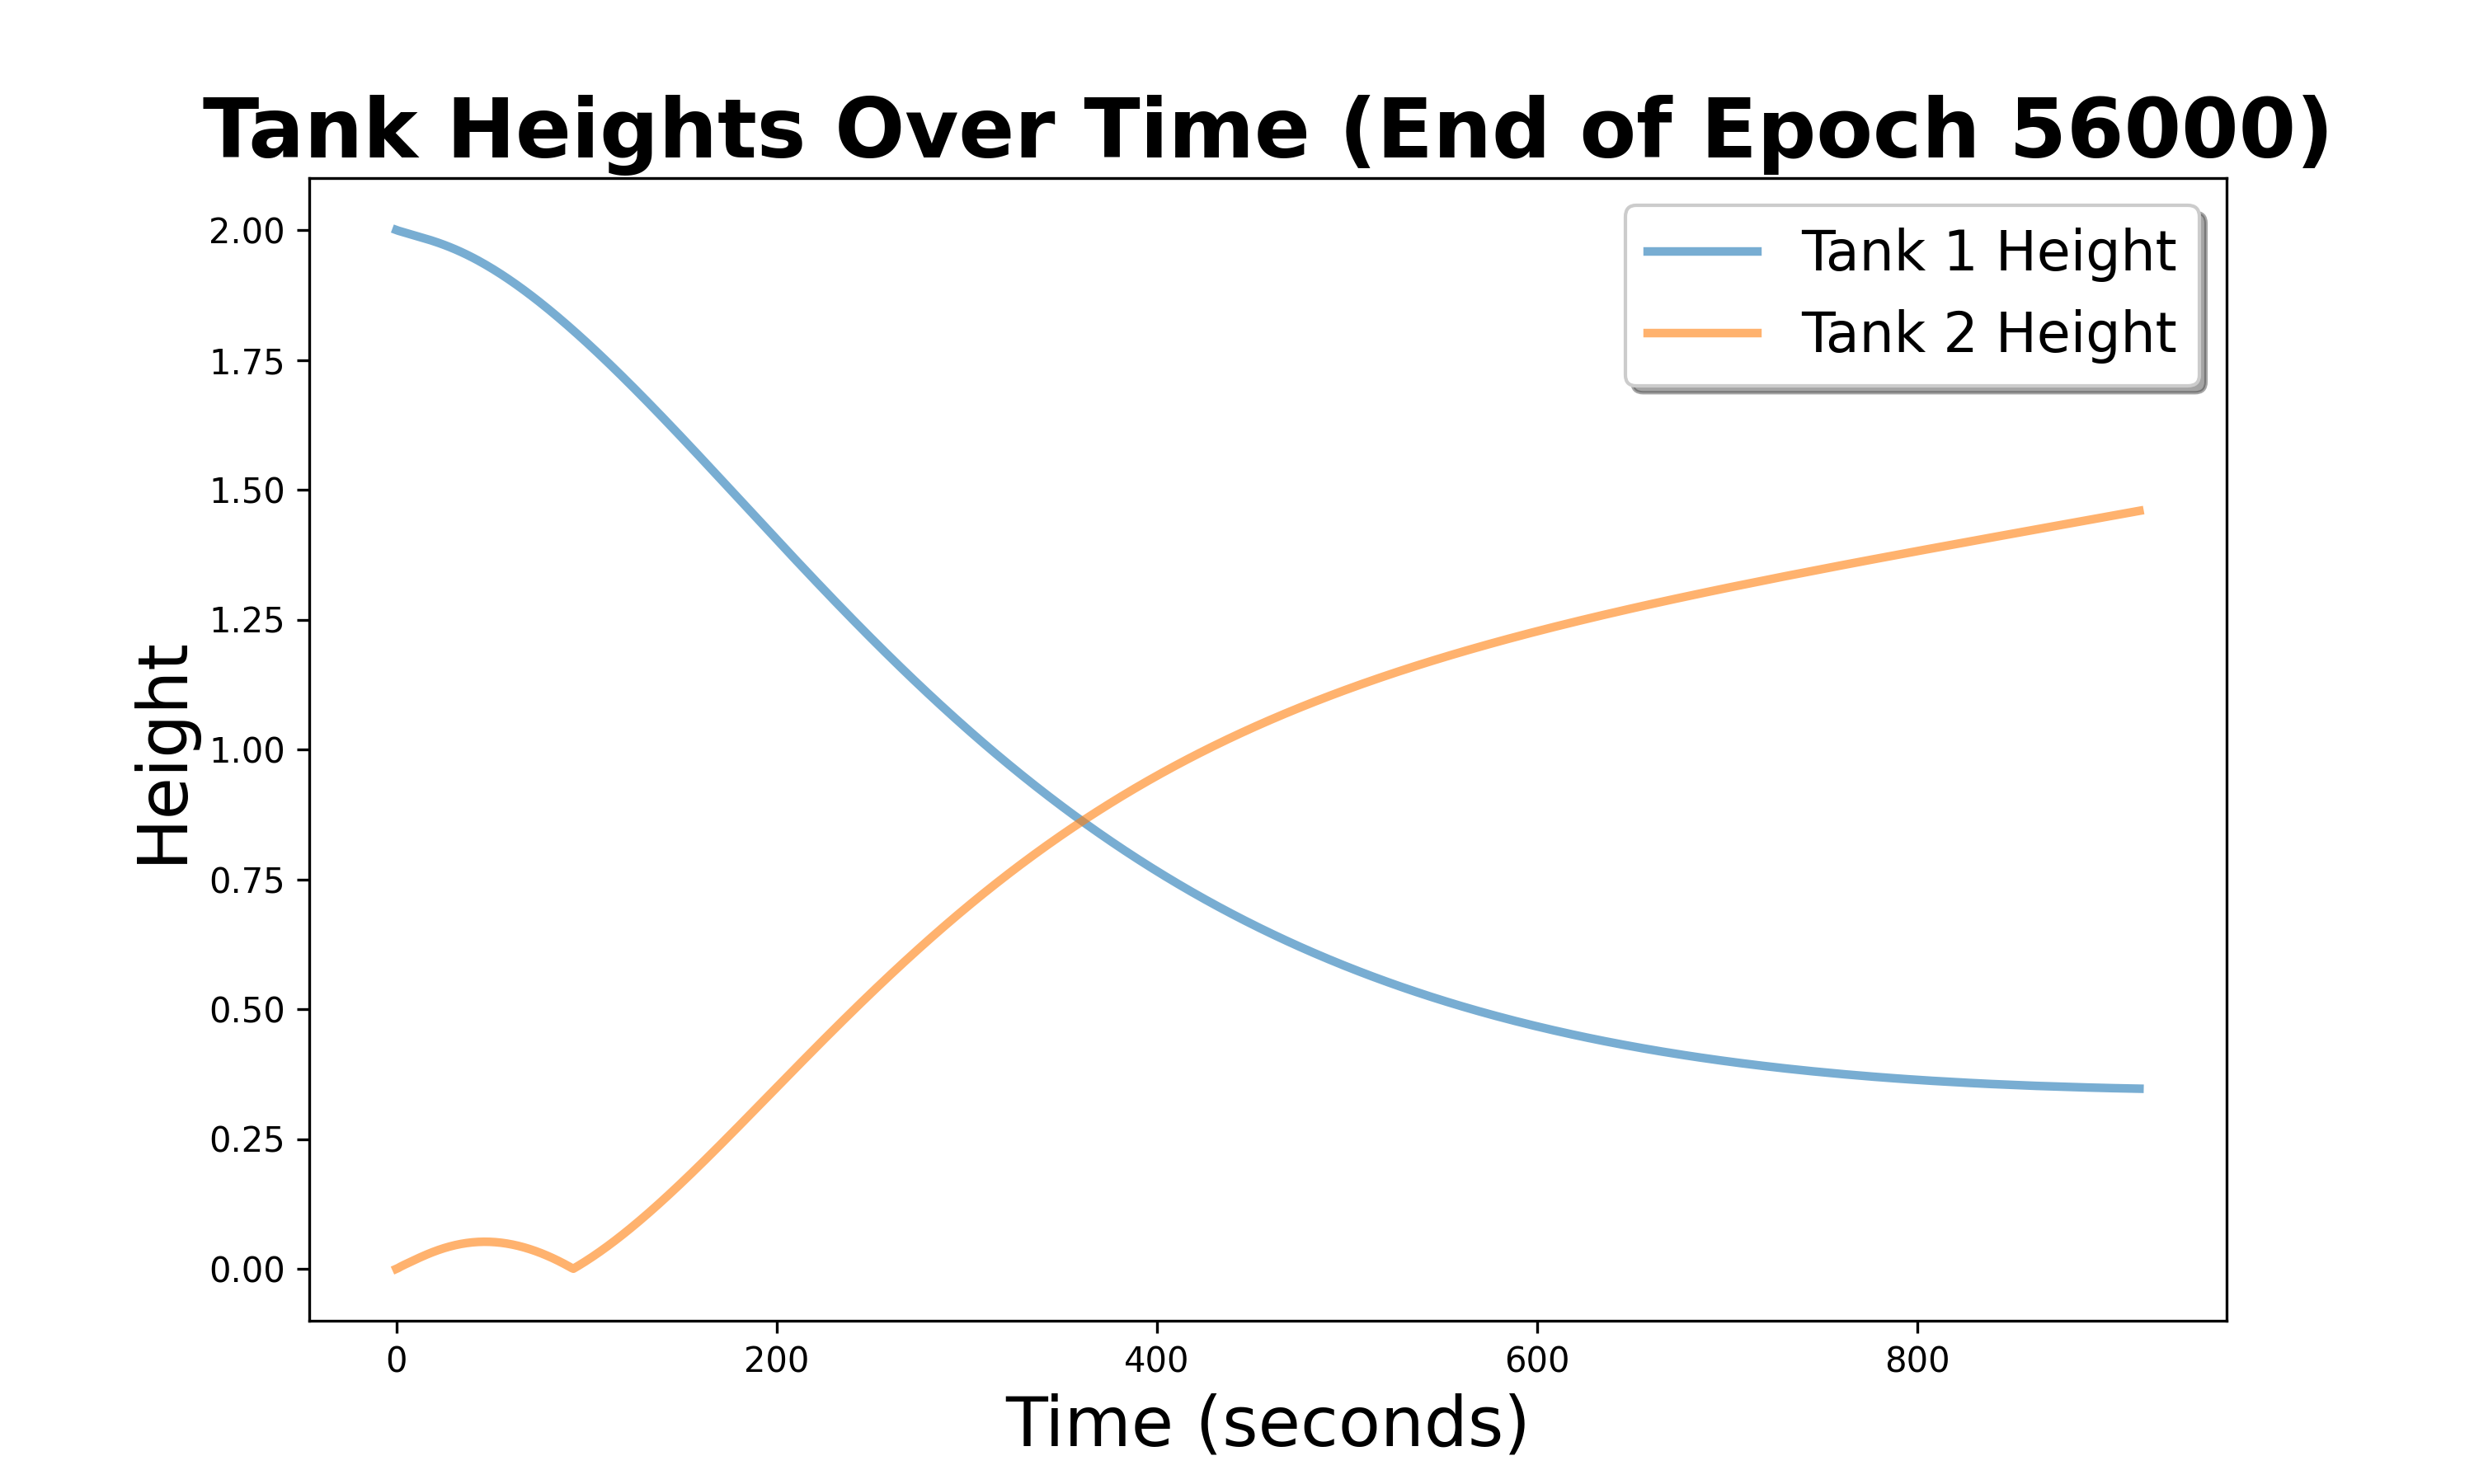 Tank Heights Over Time (End of Epoch 56000)
Tank 1 Height
Tank 2 Height
Height
2.00
1.75
1.50
1.25
1.00
0.75
0.50
0.25
0.00
0
200
400
600
800
Time (seconds)